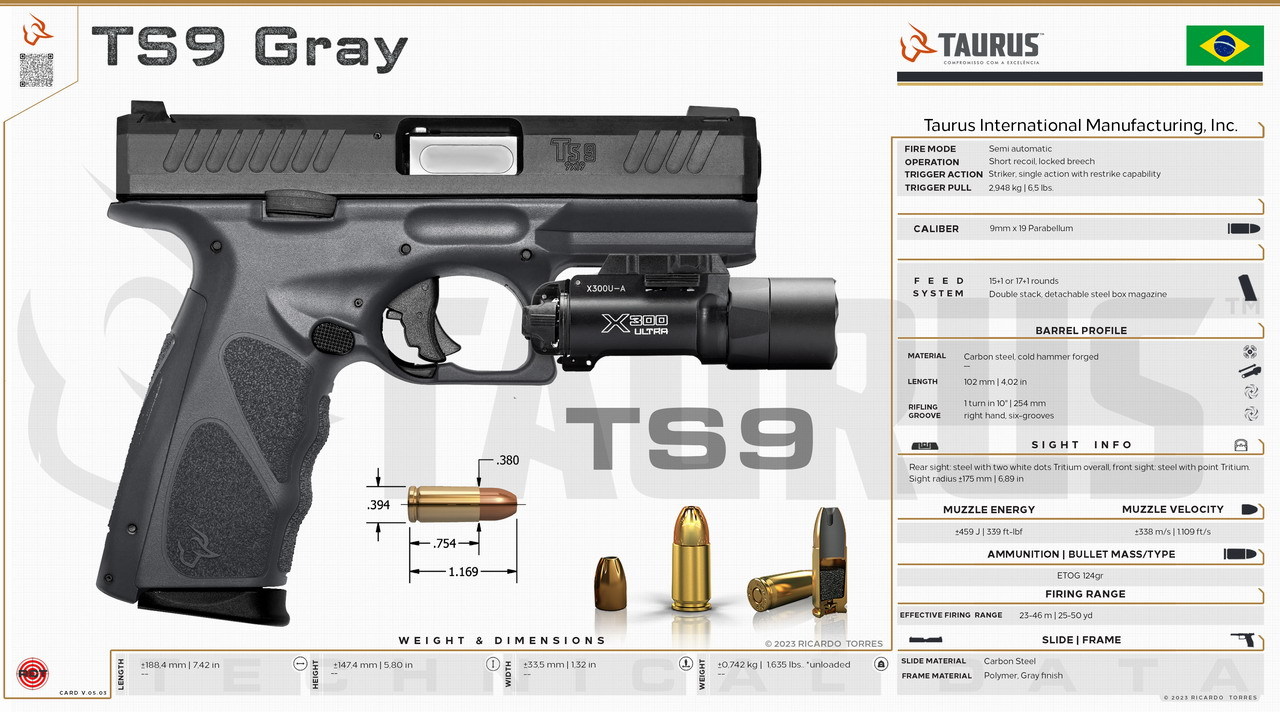 TS9 Gray
TAURUS™
COMPROMISSO COM A EXCELÊNCIA
Taurus International Manufacturing, Inc.
FIRE MODE Semi automatic
OPERATION Short recoil, locked breech
TRIGGER ACTION Striker, single action with restrike capability
TRIGGER PULL 2,948 kg | 6,5 lbs.
CALIBER 9mm x 19 Parabellum
FEED SYSTEM 15+1 or 17+1 rounds
Double stack, detachable steel box magazine
BARREL PROFILE
MATERIAL Carbon steel, cold hammer forged
--
LENGTH 102 mm | 4,02 in
RIFLING GROOVE 1 turn in 10" | 254 mm
right hand, six-grooves
SIGHT INFO
Rear sight: steel with two white dots Tritium overall, front sight: steel with point Tritium.
Sight radius ±175 mm | 6,89 in
MUZZLE ENERGY MUZZLE VELOCITY
±459 J | 339 ft-lbf ±338 m/s | 1.109 ft/s
AMMUNITION | BULLET MASS/TYPE
ETOG 124gr
FIRING RANGE
EFFECTIVE FIRING RANGE 23-46 m | 25-50 yd
SLIDE | FRAME
SLIDE MATERIAL Carbon Steel
FRAME MATERIAL Polymer, Gray finish
© 2023 RICARDO TORRES
TS9
9X19
X300U-A
X300
ULTRA
TAURUS
TM
TS9
.380
.394
.754
1.169
© 2023 RICARDO TORRES
WEIGHT & DIMENSIONS
LENGTH ±188.4 mm | 7,42 in
--
HEIGHT ±147.4 mm | 5.80 in
--
WIDTH ±33.5 mm | 1.32 in
--
WEIGHT ±0.742 kg | 1.635 lbs. *unloaded
--
TECHNICAL DATA
CARD V.05.03